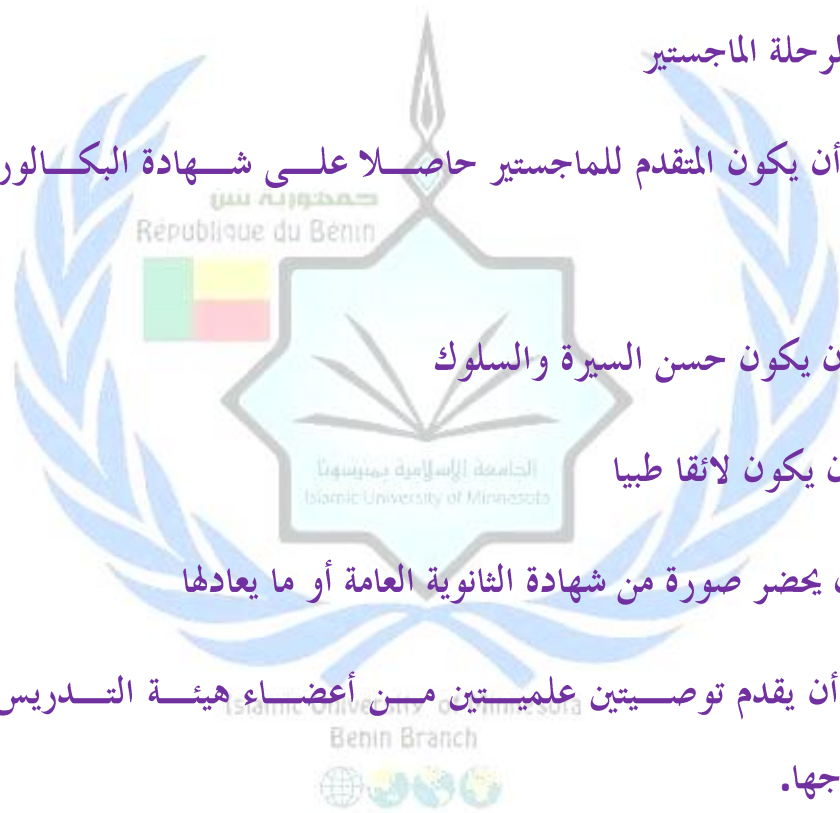 لرحلة الماجستير
أن يكون المتقدم للماجستير حاصلا على شهادة البكالور
جمهورية بنين
République du Bénin
ن يكون حسن السيرة والسلوك
ن يكون لائقا طبيا
الجامعة الإسلامية بمنيسوتا
Islamic University of Minnesota
يحضر صورة من شهادة الثانوية العامة أو ما يعادلها
أن يقدم توصيتين علميتين من أعضاء هيئة التدريس
Islamic University of Minnesota
Benin Branch
جها.